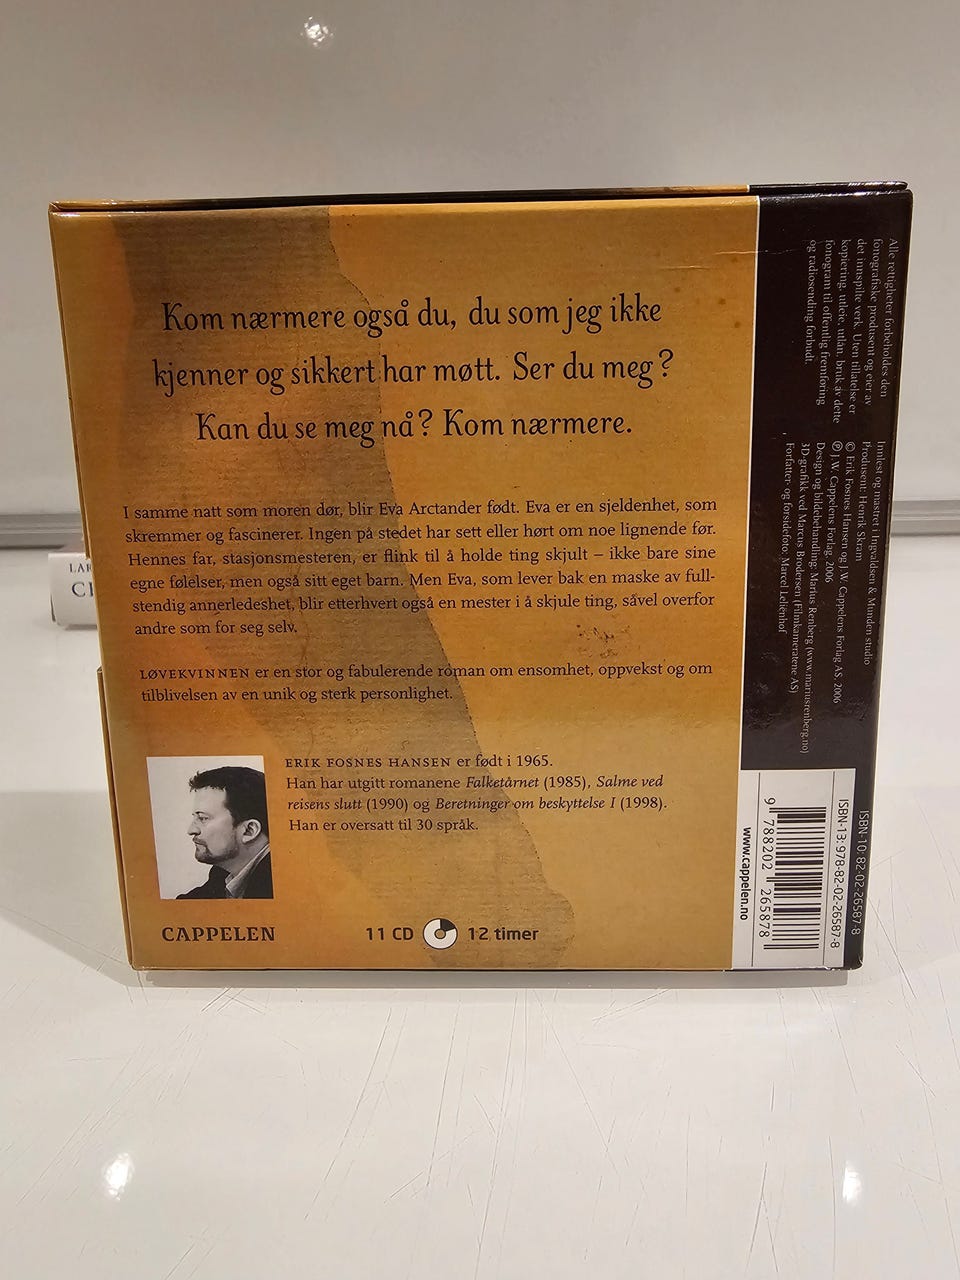 Kom nærmere også du, du som jeg ikke
kjenner og sikkert har møtt. Ser du meg?
Kan du se meg nå? Kom nærmere.
I samme natt som moren dør, blir Eva Arctander født. Eva er en sjeldenhet, som
skremmer og fascinerer. Ingen på stedet har sett eller hørt om noe lignende før.
Hennes far, stasjonsmesteren, er flink til å holde ting skjult – ikke bare sine
egne følelser, men også sitt eget barn. Men Eva, som lever bak en maske av full-
stendig annerledeshet, blir etterhvert også en mester i å skjule ting, såvel overfor
andre som for seg selv.
LØVEKVINNEN er en stor og fabulerende roman om ensomhet, oppvekst og om
tilblivelsen av en unik og sterk personlighet.
ERIK FOSNES HANSEN er født i 1965.
Han har utgitt romanene Falketårnet (1985), Salme ved
reisens slutt (1990) og Beretninger om beskyttelse I (1998).
Han er oversatt til 30 språk.
CAPPELEN
11 CD 12 timer
Alle rettigheter forbeholdes den
fonografiske produsent og eier av
det innspilte verk. Uten tillatelse er
kopiering, utleie, utlån, bruk av dette
fonogram til offentlig fremføring
og radiosending forbudt.
Innlest og mastret i Ingvaldsen & Munden studio
Produsent: Henrik Skram
© Erik Fosnes Hansen og J.W. Cappelens Forlag AS, 2006
℗ J.W. Cappelens Forlag, 2006
Design og bildebehandling: Marius Renberg (www.mariusrenberg.no)
3D-grafikk ved Marcus Brodersen (Filmkameratene AS)
Forfatter- og forsidefoto: Marcel Leliënhof
ISBN-10: 82-02-26587-8
ISBN-13: 978-82-02-26587-8
9 788202 265878
www.cappelen.no